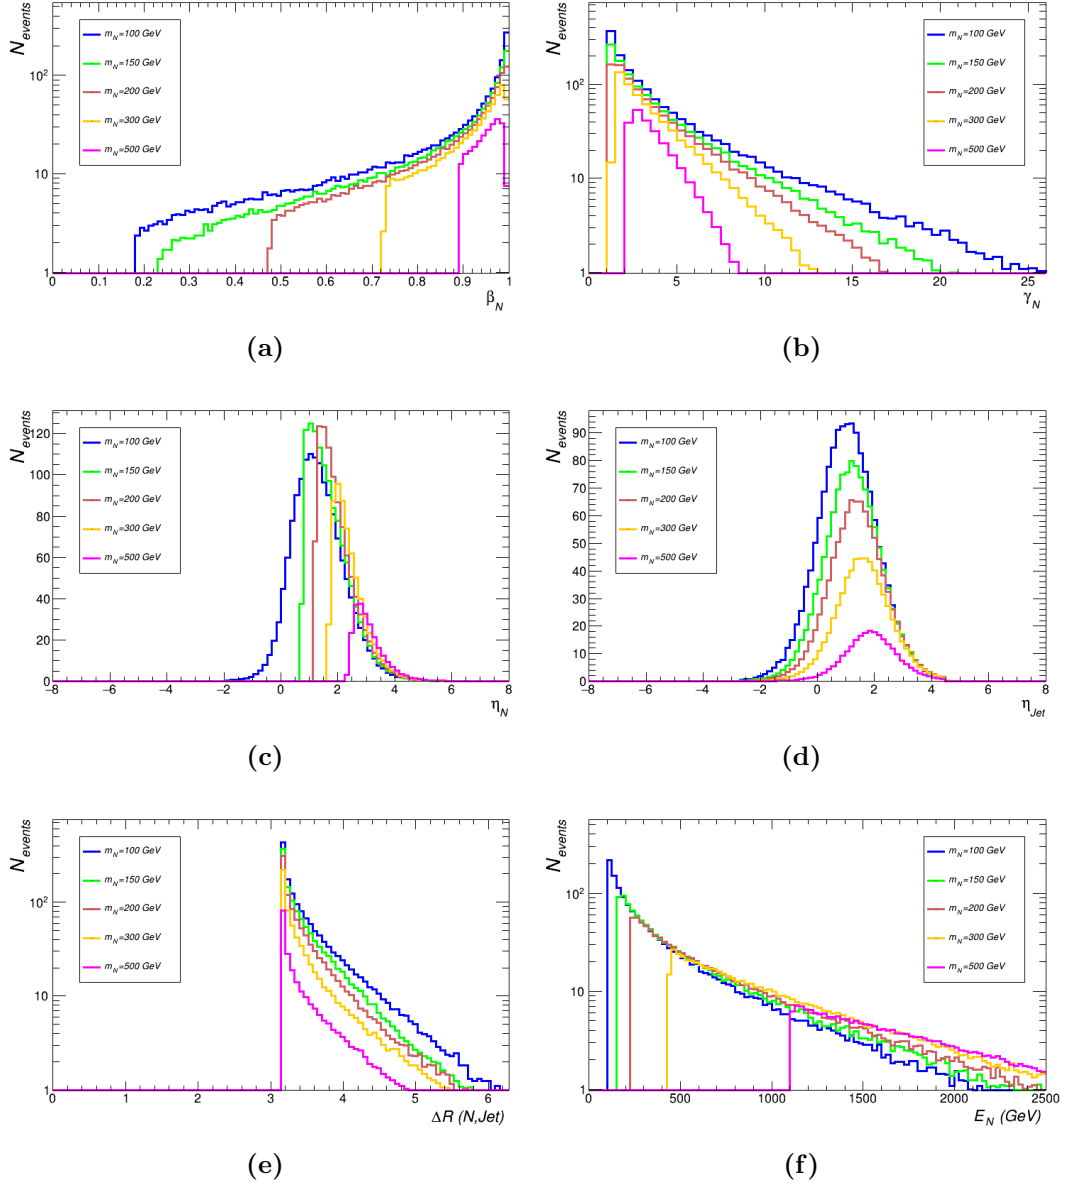 N_events
m_N=100 GeV
m_N=150 GeV
m_N=200 GeV
m_N=300 GeV
m_N=500 GeV
10^2
10
1
0 0.1 0.2 0.3 0.4 0.5 0.6 0.7 0.8 0.9 1
β_N
(a)
N_events
m_N=100 GeV
m_N=150 GeV
m_N=200 GeV
m_N=300 GeV
m_N=500 GeV
10^2
10
1
0 5 10 15 20 25
γ_N
(b)
N_events
m_N=100 GeV
m_N=150 GeV
m_N=200 GeV
m_N=300 GeV
m_N=500 GeV
120
100
80
60
40
20
0
−8 −6 −4 −2 0 2 4 6 8
η_N
(c)
N_events
m_N=100 GeV
m_N=150 GeV
m_N=200 GeV
m_N=300 GeV
m_N=500 GeV
90
80
70
60
50
40
30
20
10
0
−8 −6 −4 −2 0 2 4 6 8
η_Jet
(d)
N_events
m_N=100 GeV
m_N=150 GeV
m_N=200 GeV
m_N=300 GeV
m_N=500 GeV
10^2
10
1
0 1 2 3 4 5 6
ΔR (N,Jet)
(e)
N_events
m_N=100 GeV
m_N=150 GeV
m_N=200 GeV
m_N=300 GeV
m_N=500 GeV
10^2
10
1
0 500 1000 1500 2000 2500
E_N (GeV)
(f)